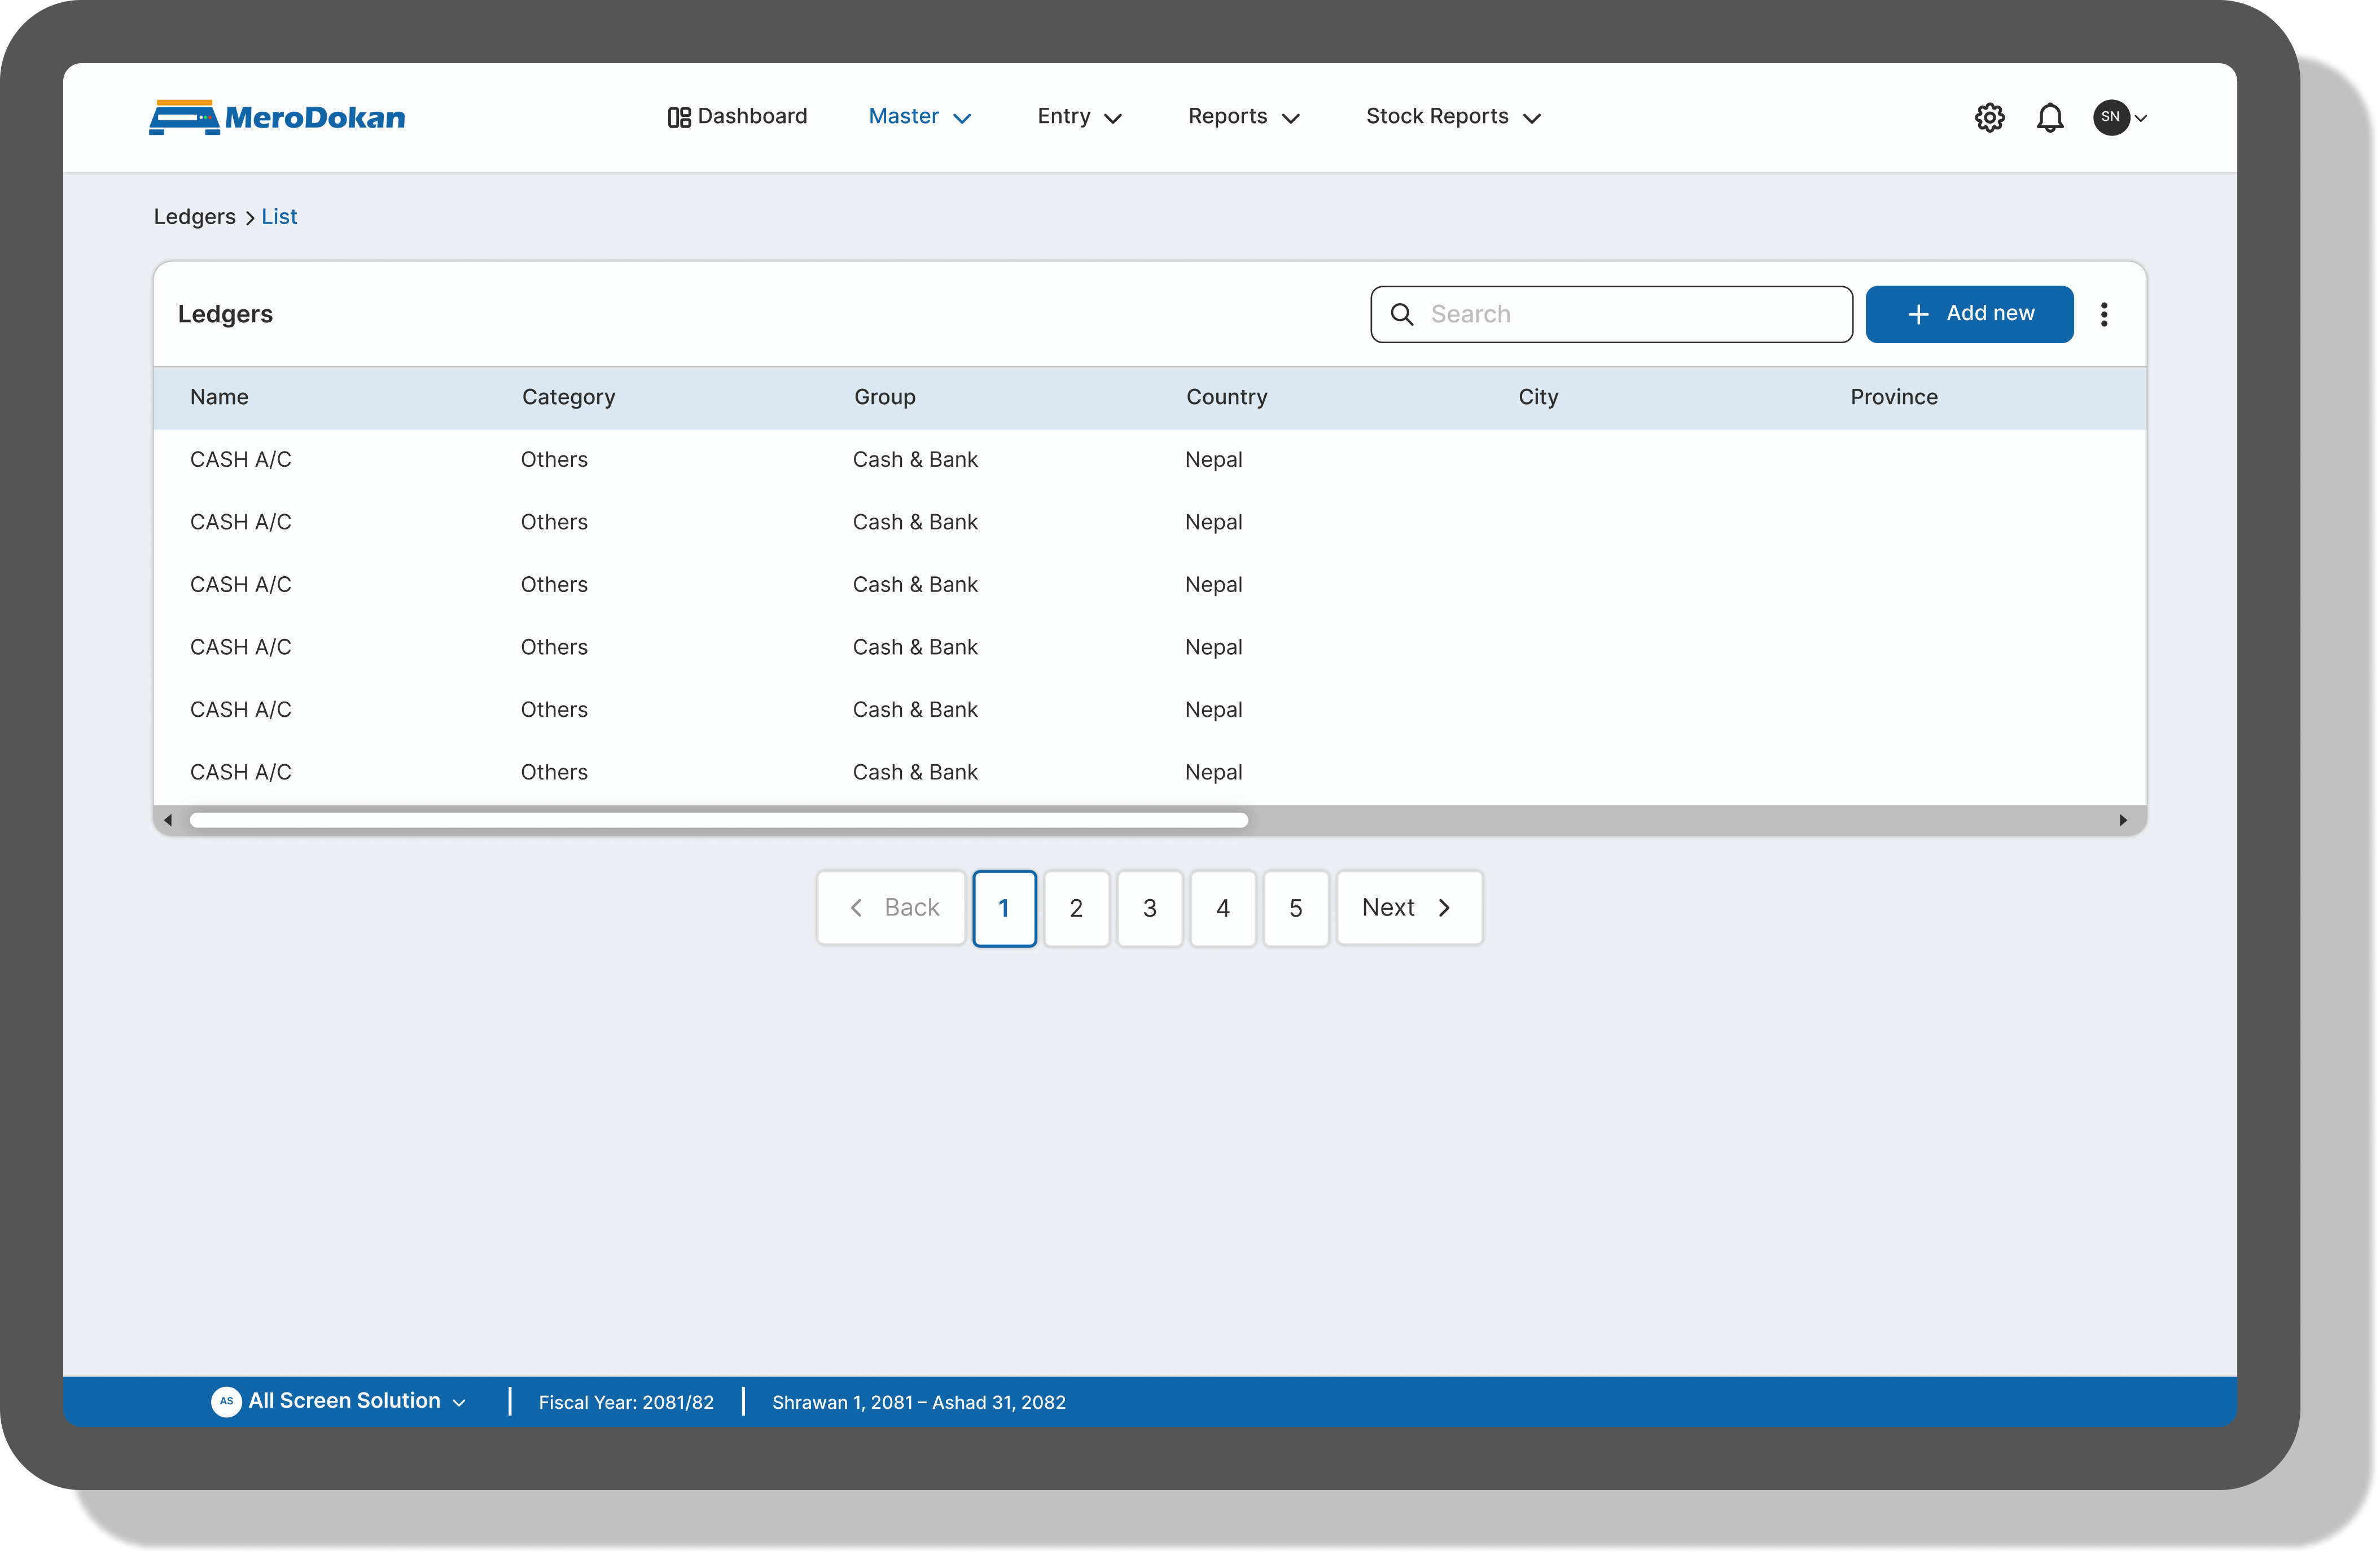 MeroDokan Dashboard Master Entry Reports Stock Reports SN
Ledgers > List
Ledgers Search + Add new
Name Category Group Country City Province
CASH A/C Others Cash & Bank Nepal
CASH A/C Others Cash & Bank Nepal
CASH A/C Others Cash & Bank Nepal
CASH A/C Others Cash & Bank Nepal
CASH A/C Others Cash & Bank Nepal
CASH A/C Others Cash & Bank Nepal
Back 1 2 3 4 5 Next
AS All Screen Solution Fiscal Year: 2081/82 Shrawan 1, 2081 – Ashad 31, 2082